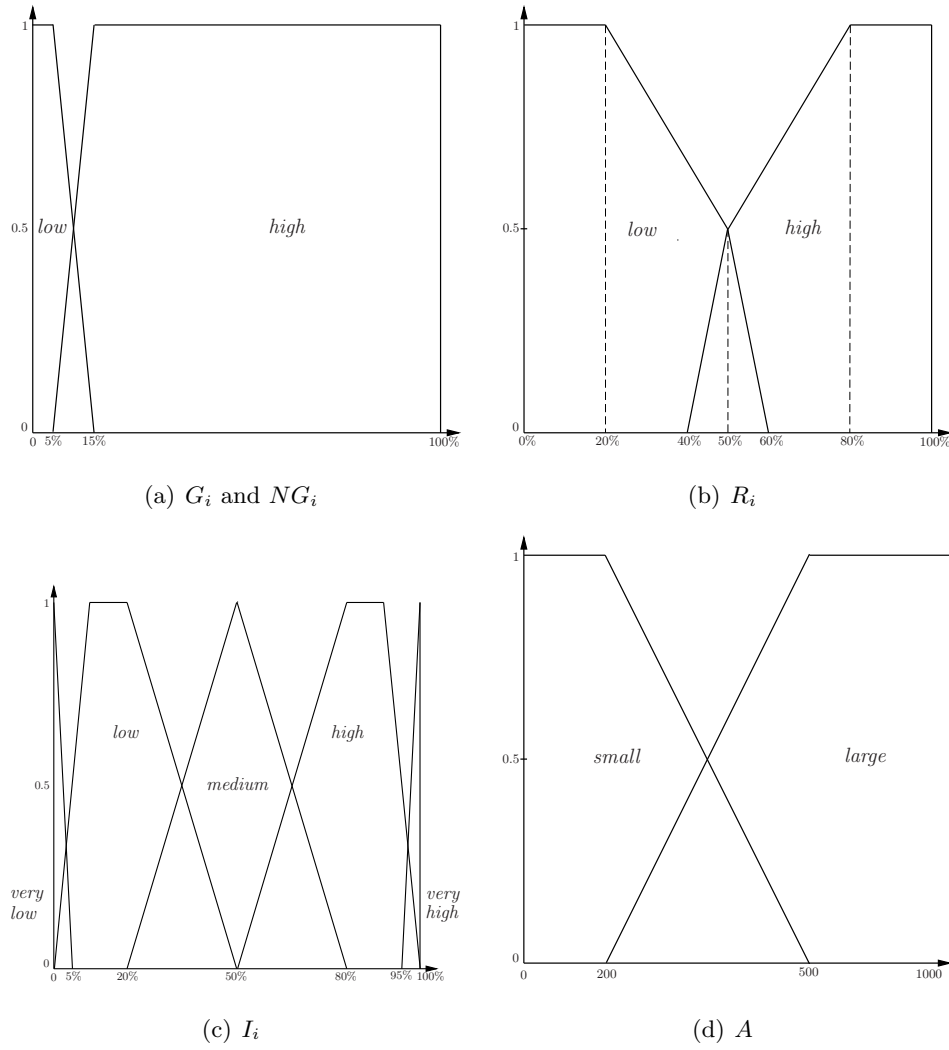 1
0.5
low
high
0
0 5% 15% 100%
(a) G_i and NG_i
1
0.5
low
high
0
0% 20% 40% 50% 60% 80% 100%
(b) R_i
1
low
high
0.5
medium
very
low
very
high
0
0 5% 20% 50% 80% 95% 100%
(c) I_i
1
0.5
small
large
0
0 200 500 1000
(d) A